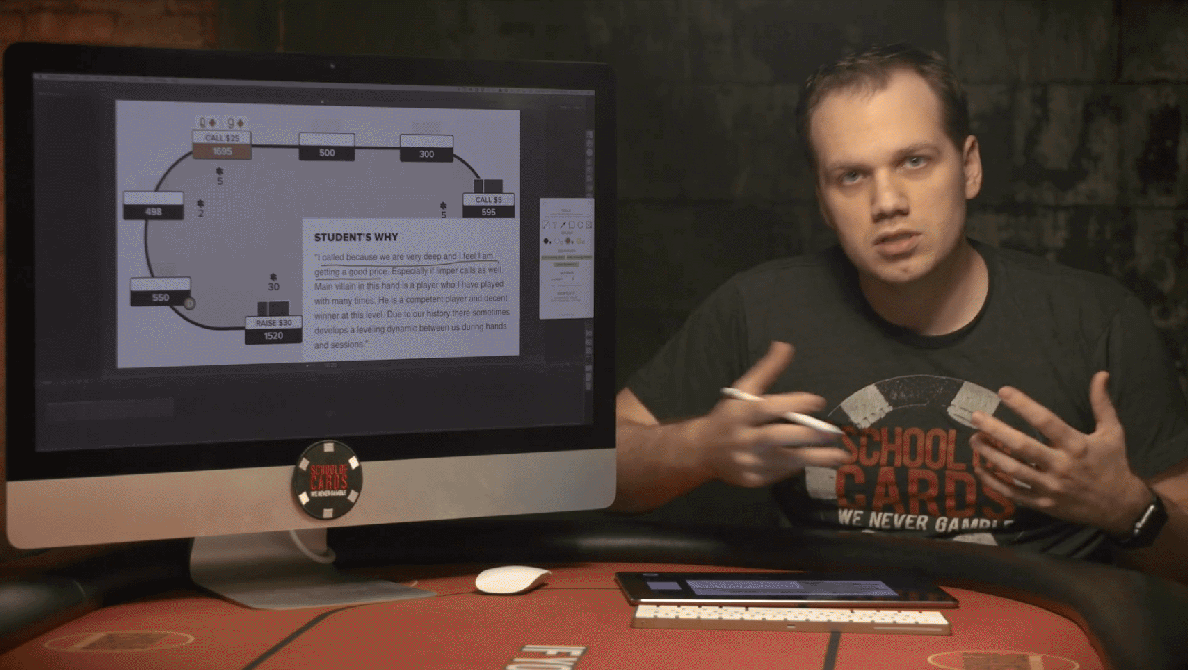 Q♦ 9♦
CALL $25
1695
500
300
5
498
2
CALL $5
595
5
STUDENT'S WHY
"I called because we are very deep and I feel I am
getting a good price. Especially if limper calls as well.
Main villain in this hand is a player who I have played
with many times. He is a competent player and decent
winner at this level. Due to our history there sometimes
develops a leveling dynamic between us during hands
and sessions."
550
30
RAISE $30
1520
SCHOOL OF
CARDS
WE NEVER GAMBLE
SCHOOL OF
CARDS
WE NEVER GAMBLE